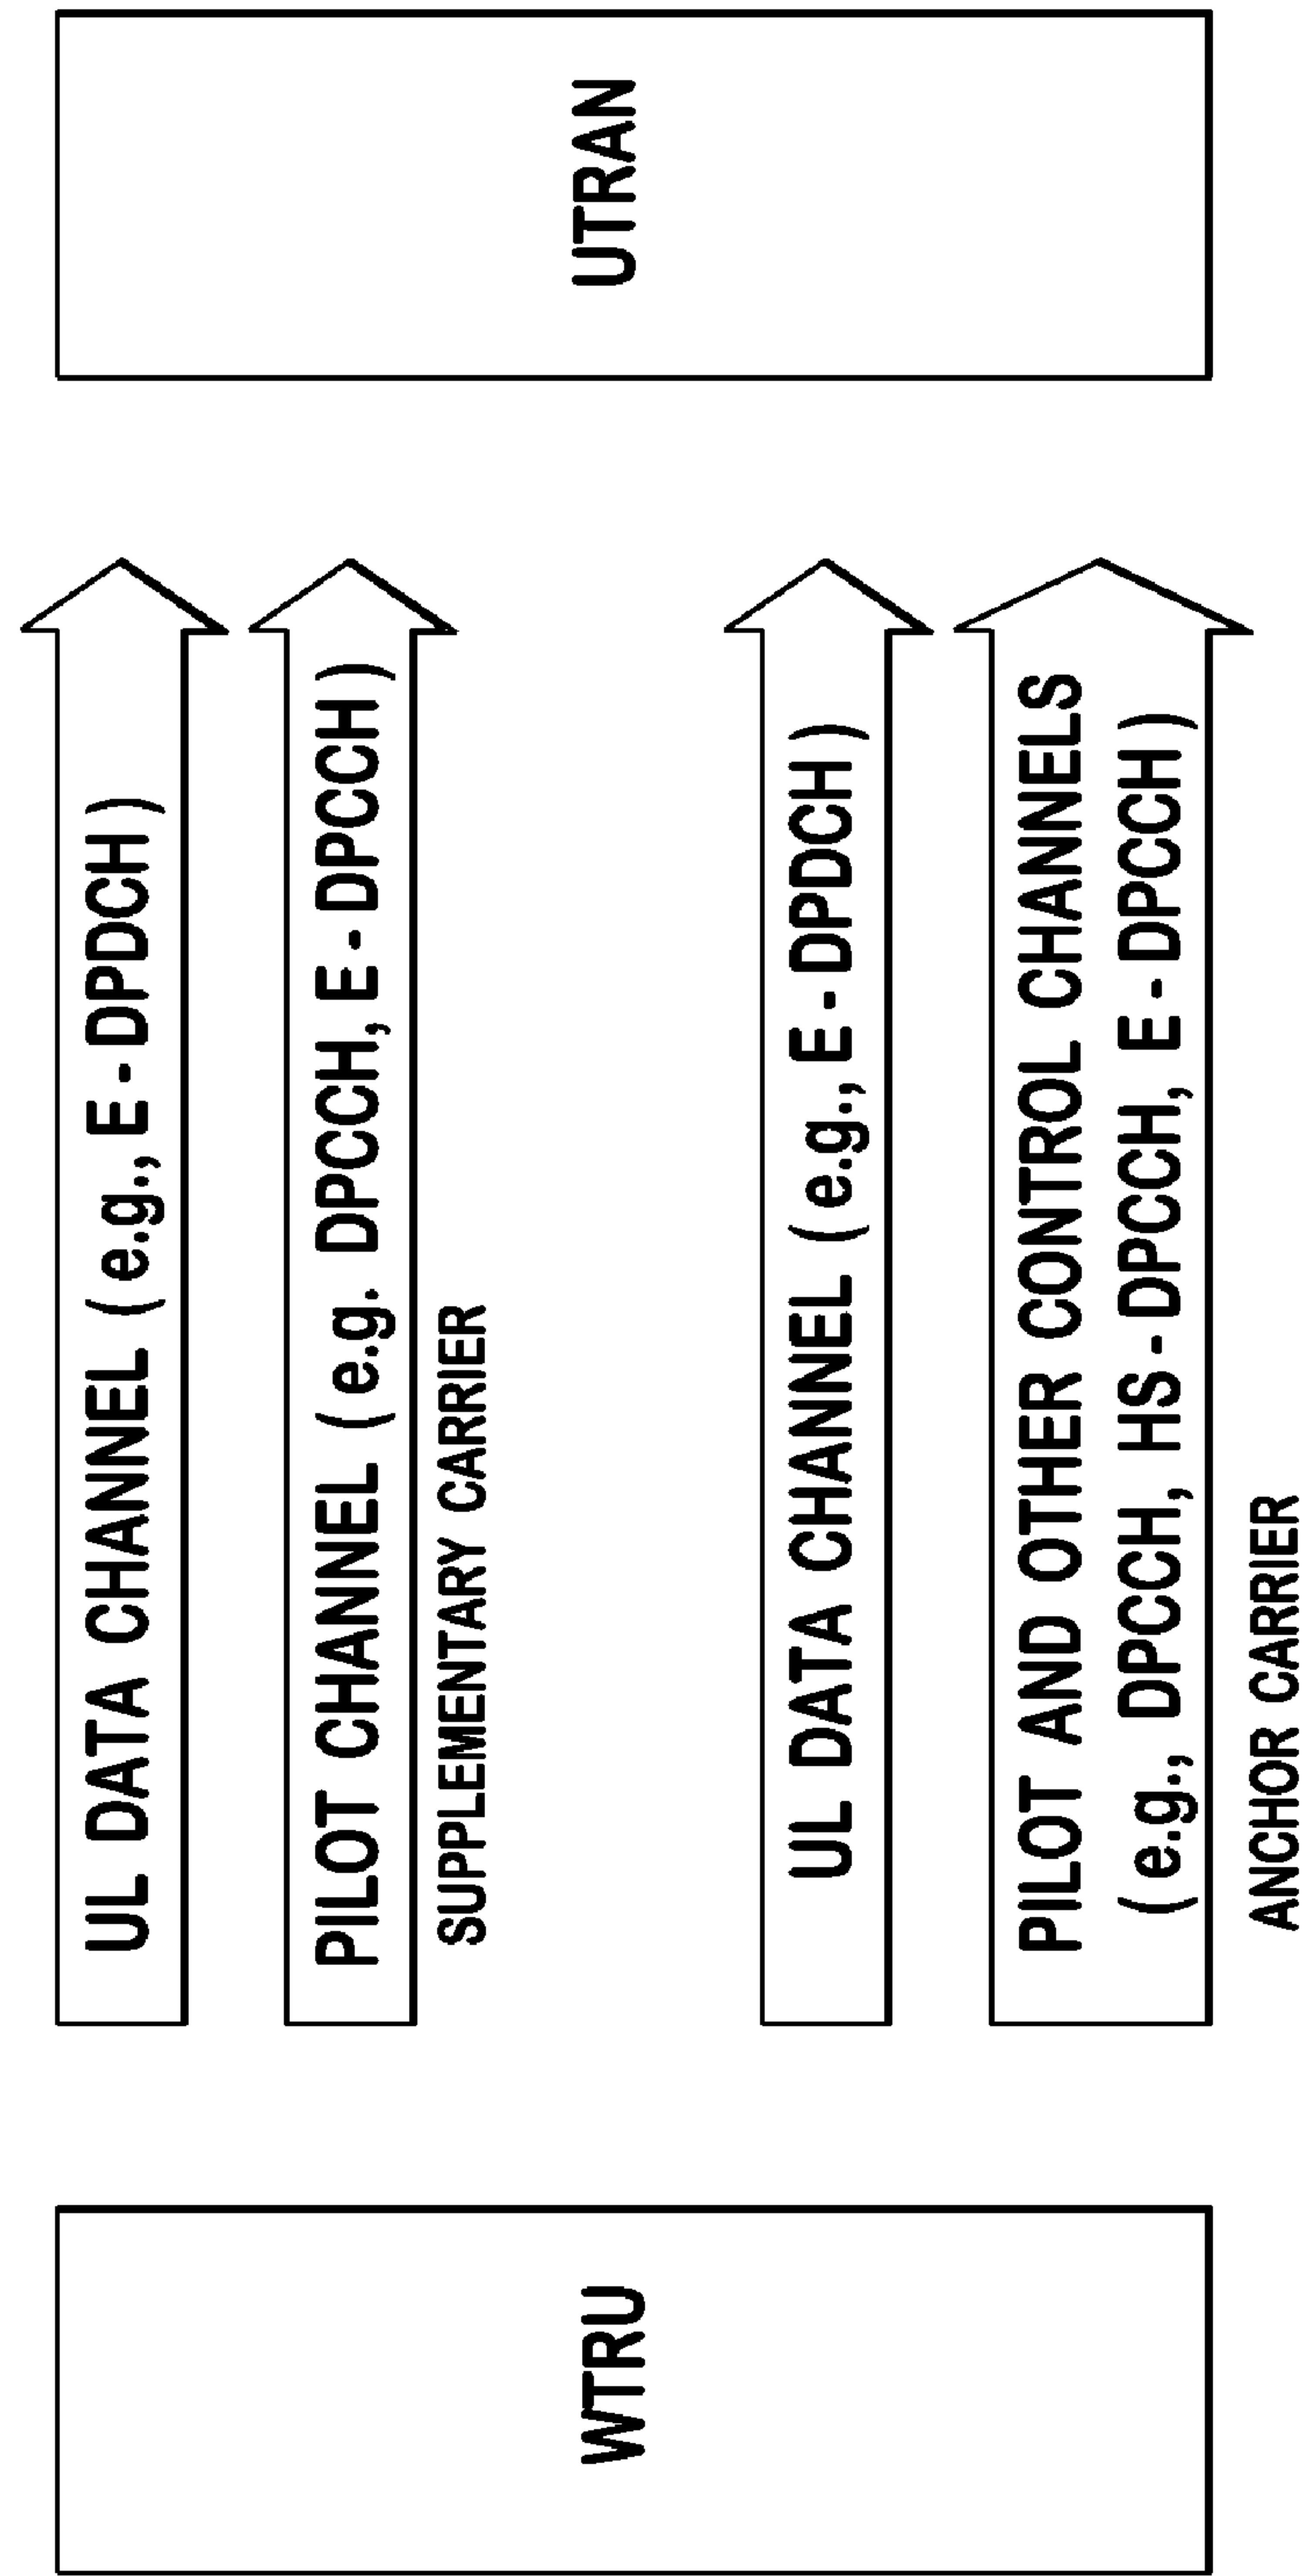 WTRU
UL DATA CHANNEL ( e.g., E - DPDCH )
PILOT CHANNEL ( e.g. DPCCH, E - DPCCH )
SUPPLEMENTARY CARRIER
UL DATA CHANNEL ( e.g., E - DPDCH )
PILOT AND OTHER CONTROL CHANNELS
( e.g., DPCCH, HS - DPCCH, E - DPCCH )
ANCHOR CARRIER
UTRAN